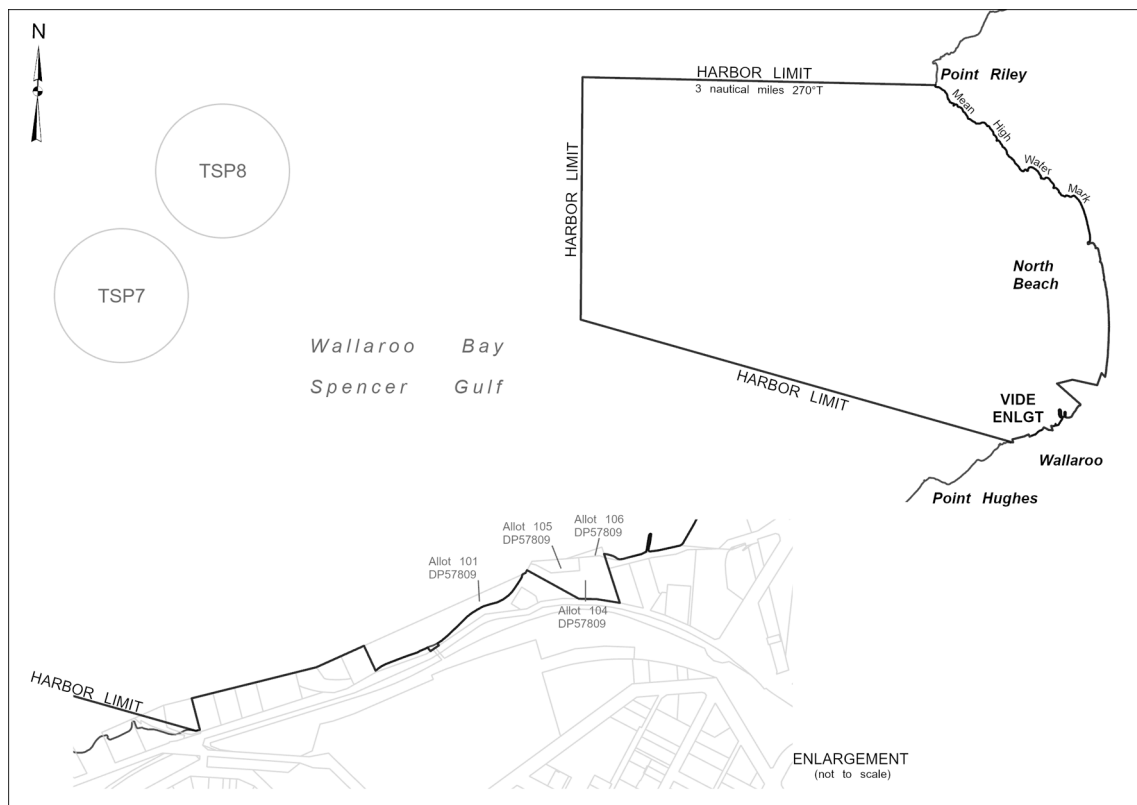 N
HARBOR LIMIT
3 nautical miles 270°T
Point Riley
Mean High Water Mark
TSP8
HARBOR LIMIT
TSP7
North
Beach
Wallaroo Bay
Spencer Gulf
HARBOR LIMIT
VIDE
ENLGT
Wallaroo
Point Hughes
Allot 106
DP57809
Allot 105
DP57809
Allot 101
DP57809
Allot 104
DP57809
HARBOR LIMIT
ENLARGEMENT
(not to scale)